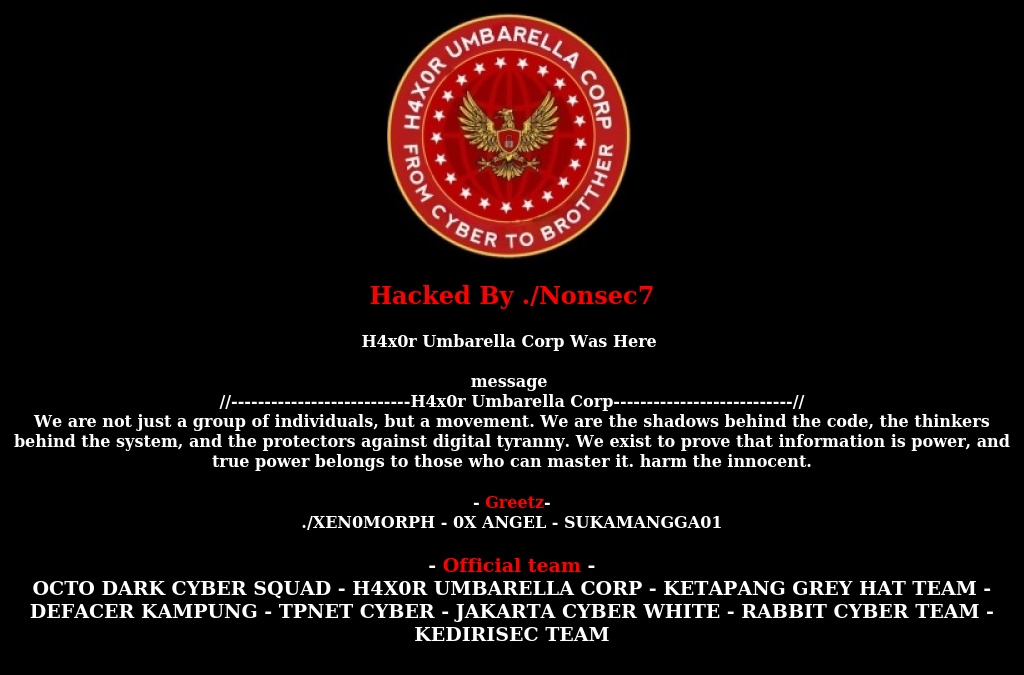 H4X0R UMBARELLA CORP
FROM CYBER TO BROTTHER
Hacked By ./Nonsec7
H4x0r Umbarella Corp Was Here
message
//---------------------------H4x0r Umbarella Corp---------------------------//
We are not just a group of individuals, but a movement. We are the shadows behind the code, the thinkers
behind the system, and the protectors against digital tyranny. We exist to prove that information is power, and
true power belongs to those who can master it. harm the innocent.
- Greetz-
./XEN0MORPH - 0X ANGEL - SUKAMANGGA01
- Official team -
OCTO DARK CYBER SQUAD - H4X0R UMBARELLA CORP - KETAPANG GREY HAT TEAM -
DEFACER KAMPUNG - TPNET CYBER - JAKARTA CYBER WHITE - RABBIT CYBER TEAM -
KEDIRISEC TEAM